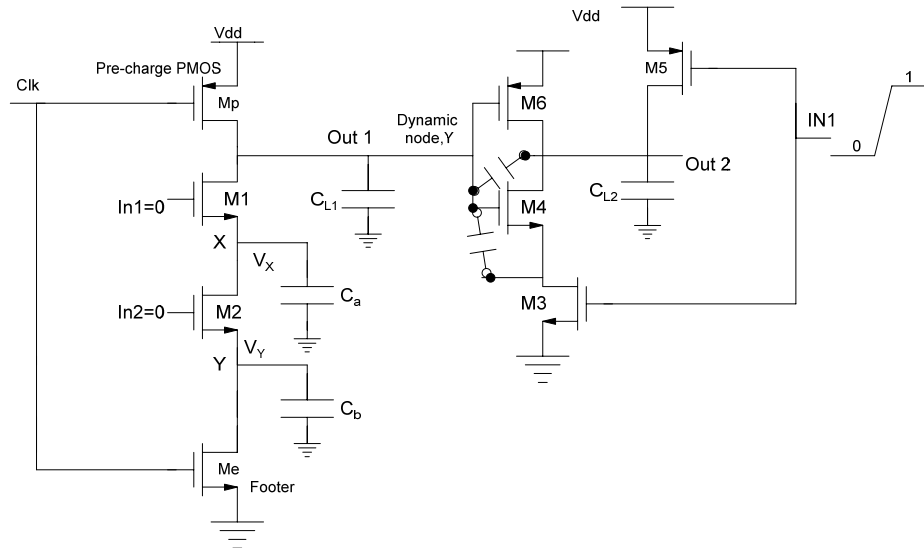 Vdd
Vdd
Pre-charge PMOS
M5
Clk
Mp
M6
1
Dynamic
node,Y
IN1
Out 1
0
Out 2
In1=0
M1
CL1
M4
CL2
X
VX
Ca
In2=0
M2
M3
VY
Y
Cb
Me
Footer